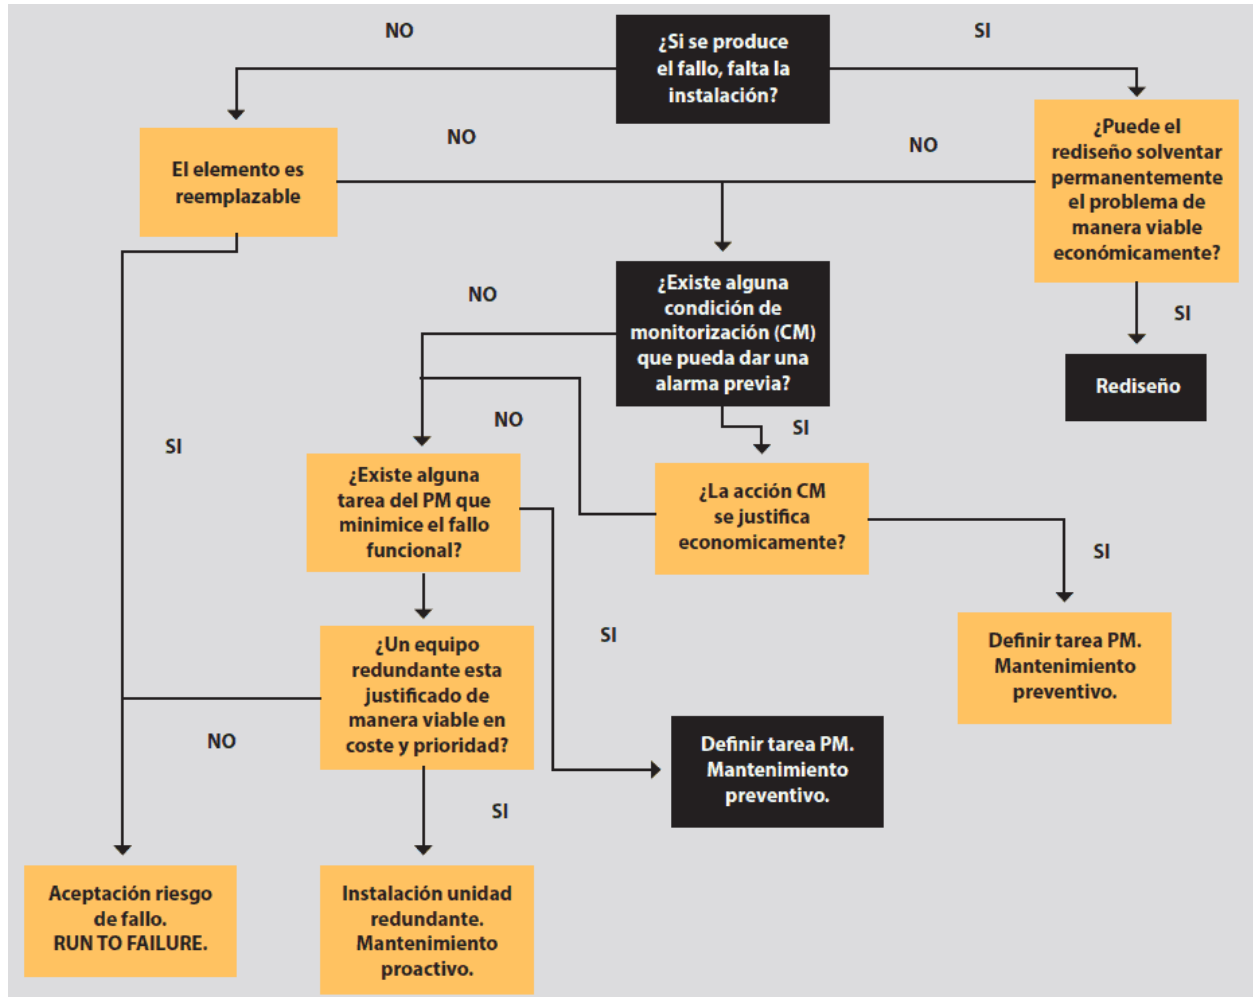 NO
¿Si se produce
el fallo, falta la
instalación?
SI
El elemento es
reemplazable
NO
NO
¿Puede el
rediseño solventar
permanentemente
el problema de
manera viable
económicamente?
NO
¿Existe alguna
condición de
monitorización (CM)
que pueda dar una
alarma previa?
SI
Rediseño
SI
NO
SI
¿Existe alguna
tarea del PM que
minimice el fallo
funcional?
¿La acción CM
se justifica
economicamente?
SI
¿Un equipo
redundante esta
justificado de
manera viable en
coste y prioridad?
SI
Definir tarea PM.
Mantenimiento
preventivo.
NO
Definir tarea PM.
Mantenimiento
preventivo.
SI
Aceptación riesgo
de fallo.
RUN TO FAILURE.
Instalación unidad
redundante.
Mantenimiento
proactivo.